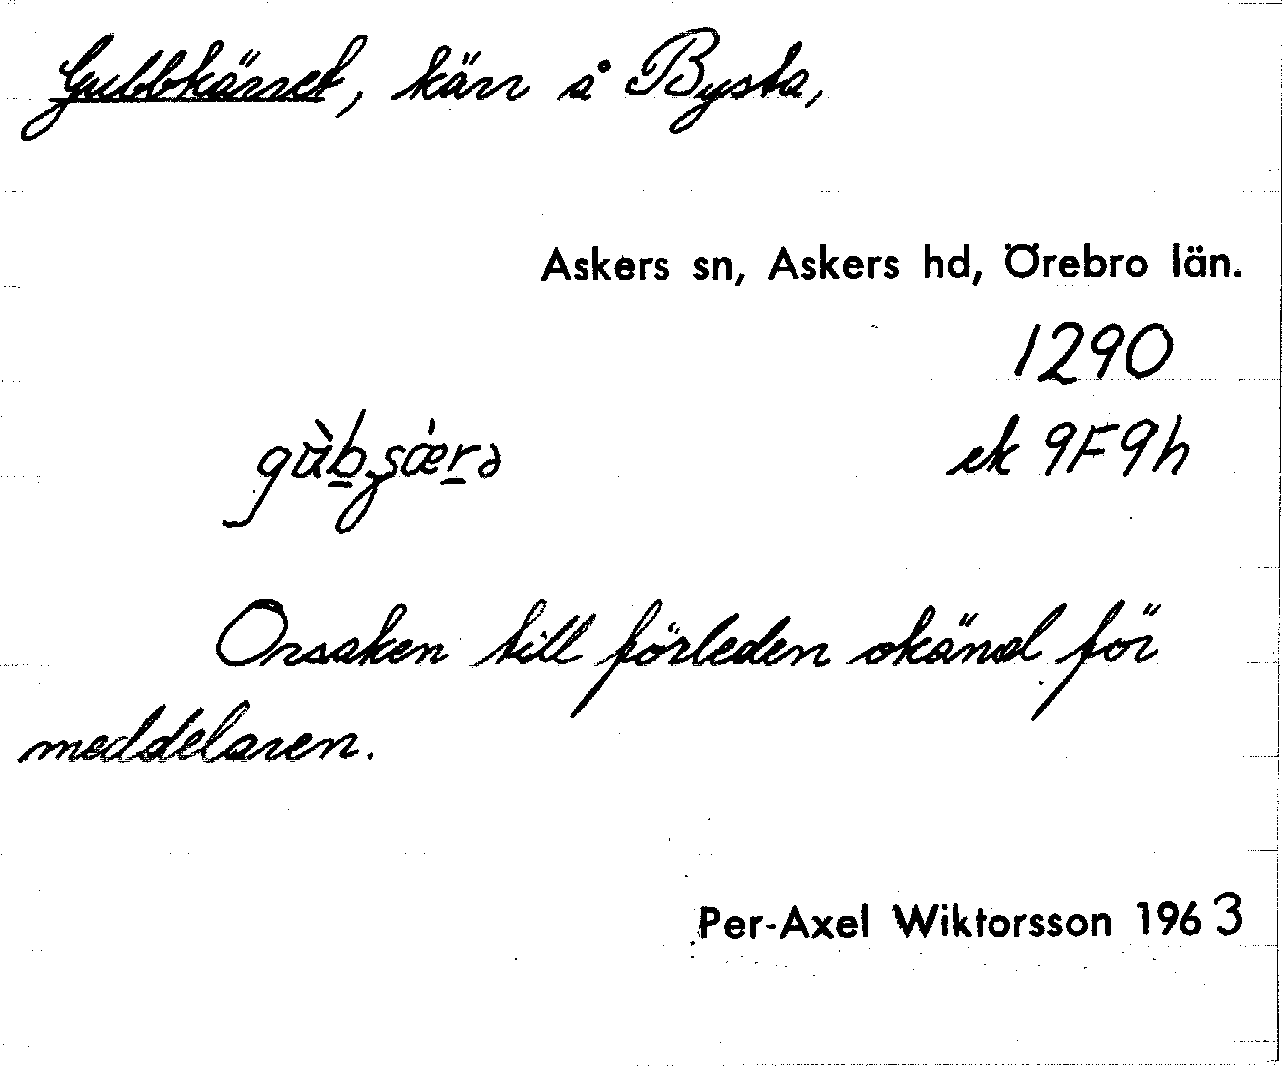 Gubbkärret, kärr å Bysta,
Askers sn, Askers hd, Örebro län.
1290
ek 9F9h
Orsaken till förleden okänd för
meddelaren.
Per-Axel Wiktorsson 1963